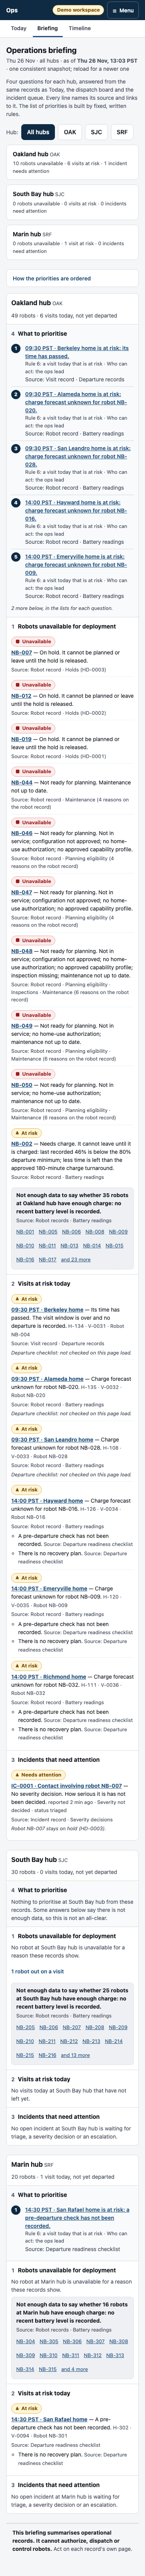 Ops
Demo workspace
≡ Menu
Today
Briefing
Timeline
Operations briefing
Thu 26 Nov · all hubs · as of Thu 26 Nov, 13:03 PST
· one consistent snapshot; reload for a newer one
Four questions for each hub, answered from the
same records as Today, the dispatch board and the
robot and incident pages. Every entry names its source and links
to it. The list of priorities is built by fixed, written
rules.
Hub:
All hubs
OAK
SJC
SRF
Oakland hub OAK
10 robots unavailable · 6 visits at risk · 1 incident
needs attention
South Bay hub SJC
0 robots unavailable · 0 visits at risk · 0 incidents
need attention
Marin hub SRF
0 robots unavailable · 1 visit at risk · 0 incidents
need attention
How the priorities are ordered
Oakland hub OAK
49 robots · 6 visits today, not yet departed
4 What to prioritise
1
09:30 PST · Berkeley home is at risk: its
time has passed.
Rule 6: a visit today that is at risk · Who can
act: the ops lead
Source: Visit record · Departure records
2
09:30 PST · Alameda home is at risk:
charge forecast unknown for robot NB-
020.
Rule 6: a visit today that is at risk · Who can
act: the ops lead
Source: Robot record · Battery readings
3
09:30 PST · San Leandro home is at risk:
charge forecast unknown for robot NB-
028.
Rule 6: a visit today that is at risk · Who can
act: the ops lead
Source: Robot record · Battery readings
4
14:00 PST · Hayward home is at risk:
charge forecast unknown for robot NB-
016.
Rule 6: a visit today that is at risk · Who can
act: the ops lead
Source: Robot record · Battery readings
5
14:00 PST · Emeryville home is at risk:
charge forecast unknown for robot NB-
009.
Rule 6: a visit today that is at risk · Who can
act: the ops lead
Source: Robot record · Battery readings
2 more below, in the lists for each question.
1 Robots unavailable for deployment
Unavailable
NB-007 — On hold. It cannot be planned or
leave until the hold is released.
Source: Robot record · Holds (HD-0003)
Unavailable
NB-012 — On hold. It cannot be planned or leave
until the hold is released.
Source: Robot record · Holds (HD-0002)
Unavailable
NB-019 — On hold. It cannot be planned or
leave until the hold is released.
Source: Robot record · Holds (HD-0001)
Unavailable
NB-044 — Not ready for planning. Maintenance
not up to date.
Source: Robot record · Maintenance (4 reasons on
the robot record)
Unavailable
NB-046 — Not ready for planning. Not in
service; configuration not approved; no home-
use authorization; no approved capability profile.
Source: Robot record · Planning eligibility (4
reasons on the robot record)
Unavailable
NB-047 — Not ready for planning. Not in
service; configuration not approved; no home-
use authorization; no approved capability profile.
Source: Robot record · Planning eligibility (4
reasons on the robot record)
Unavailable
NB-048 — Not ready for planning. Not in
service; configuration not approved; no home-
use authorization; no approved capability profile;
inspection missing; maintenance not up to date.
Source: Robot record · Planning eligibility ·
Inspections · Maintenance (6 reasons on the robot
record)
Unavailable
NB-049 — Not ready for planning. Not in
service; no home-use authorization;
maintenance not up to date.
Source: Robot record · Planning eligibility ·
Maintenance (6 reasons on the robot record)
Unavailable
NB-050 — Not ready for planning. Not in
service; no home-use authorization;
maintenance not up to date.
Source: Robot record · Planning eligibility ·
Maintenance (6 reasons on the robot record)
At risk
NB-002 — Needs charge. It cannot leave until it
is charged: last recorded 46% is below the 80%
departure minimum; less time is left than the
approved 180-minute charge turnaround.
Source: Robot record · Battery readings
Not enough data to say whether 35 robots
at Oakland hub have enough charge: no
recent battery level is recorded.
Source: Robot records · Battery readings
NB-001 NB-005 NB-006 NB-008 NB-009
NB-010 NB-011 NB-013 NB-014 NB-015
NB-016 NB-017 and 23 more
2 Visits at risk today
At risk
09:30 PST · Berkeley home — Its time has
passed. The visit window is over and no
departure is recorded. H-134 · V-0031 · Robot
NB-004
Source: Visit record · Departure records
Departure checklist: not checked on this page load.
At risk
09:30 PST · Alameda home — Charge forecast
unknown for robot NB-020. H-135 · V-0032 ·
Robot NB-020
Source: Robot record · Battery readings
Departure checklist: not checked on this page load.
At risk
09:30 PST · San Leandro home — Charge
forecast unknown for robot NB-028. H-108 ·
V-0033 · Robot NB-028
Source: Robot record · Battery readings
Departure checklist: not checked on this page load.
At risk
14:00 PST · Hayward home — Charge forecast
unknown for robot NB-016. H-126 · V-0034 ·
Robot NB-016
Source: Robot record · Battery readings
A pre-departure check has not been
recorded. Source: Departure readiness checklist
There is no recovery plan. Source: Departure
readiness checklist
At risk
14:00 PST · Emeryville home — Charge
forecast unknown for robot NB-009. H-120 ·
V-0035 · Robot NB-009
Source: Robot record · Battery readings
A pre-departure check has not been
recorded. Source: Departure readiness checklist
There is no recovery plan. Source: Departure
readiness checklist
At risk
14:00 PST · Richmond home — Charge
forecast unknown for robot NB-032. H-111 · V-0036 ·
Robot NB-032
Source: Robot record · Battery readings
A pre-departure check has not been
recorded. Source: Departure readiness checklist
There is no recovery plan. Source: Departure
readiness checklist
3 Incidents that need attention
Needs attention
IC-0001 · Contact involving robot NB-007 —
No severity decision. How serious it is has not
been decided. reported 2 min ago · Severity not
decided · status triaged
Source: Incident record · Severity decisions
Robot NB-007 stays on hold (HD-0003).
South Bay hub SJC
30 robots · 0 visits today, not yet departed
4 What to prioritise
Nothing to prioritise at South Bay hub from these
records. Some answers below say there is not
enough data, so this is not an all-clear.
1 Robots unavailable for deployment
No robot at South Bay hub is unavailable for a
reason these records show.
1 robot out on a visit
Not enough data to say whether 25 robots
at South Bay hub have enough charge: no
recent battery level is recorded.
Source: Robot records · Battery readings
NB-205 NB-206 NB-207 NB-208 NB-209
NB-210 NB-211 NB-212 NB-213 NB-214
NB-215 NB-216 and 13 more
2 Visits at risk today
No visits today at South Bay hub that have not
left yet.
3 Incidents that need attention
No open incident at South Bay hub is waiting for
triage, a severity decision or an escalation.
Marin hub SRF
20 robots · 1 visit today, not yet departed
4 What to prioritise
1
14:30 PST · San Rafael home is at risk: a
pre-departure check has not been
recorded.
Rule 6: a visit today that is at risk · Who can
act: the ops lead
Source: Departure readiness checklist
1 Robots unavailable for deployment
No robot at Marin hub is unavailable for a reason
these records show.
Not enough data to say whether 16 robots
at Marin hub have enough charge: no
recent battery level is recorded.
Source: Robot records · Battery readings
NB-304 NB-305 NB-306 NB-307 NB-308
NB-309 NB-310 NB-311 NB-312 NB-313
NB-314 NB-315 and 4 more
2 Visits at risk today
At risk
14:30 PST · San Rafael home — A pre-
departure check has not been recorded. H-302 ·
V-0094 · Robot NB-301
Source: Departure readiness checklist
There is no recovery plan. Source: Departure
readiness checklist
3 Incidents that need attention
No open incident at Marin hub is waiting for
triage, a severity decision or an escalation.
This briefing summarises operational
records. It cannot authorize, dispatch or
control robots. Act on each record's own page.